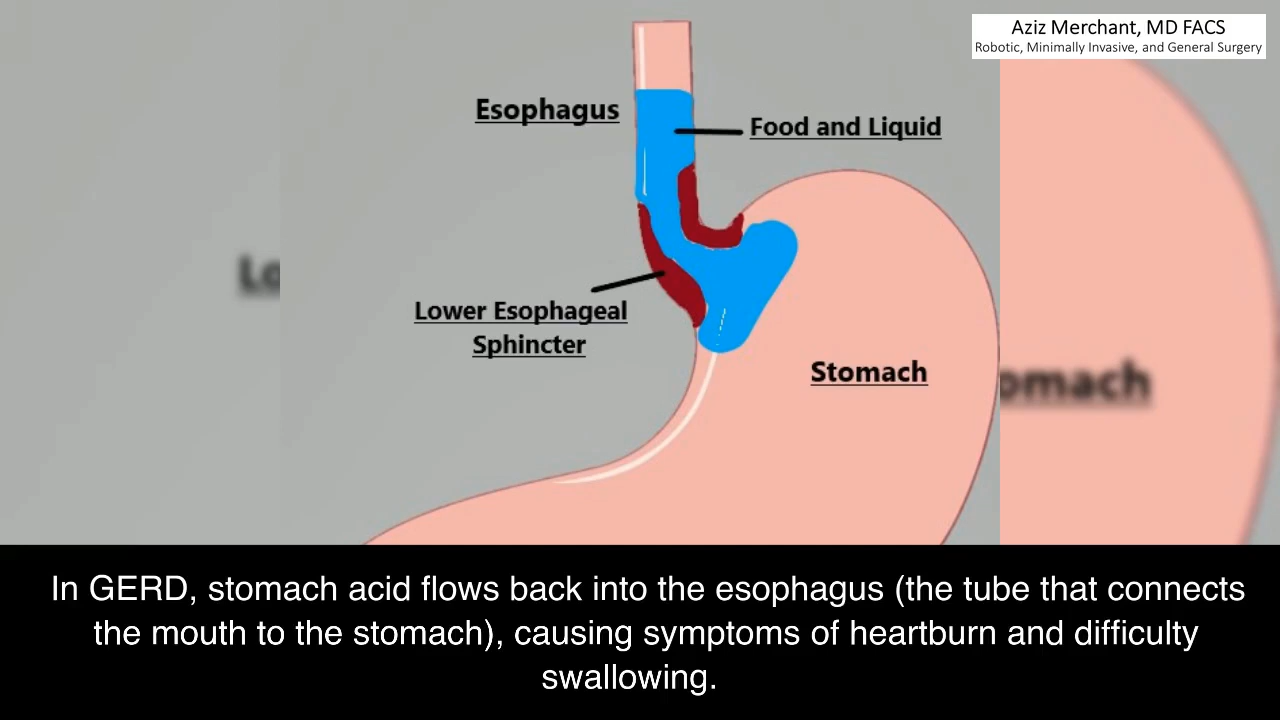 Aziz Merchant, MD FACS
Robotic, Minimally Invasive, and General Surgery
Esophagus
Food and Liquid
Lo
Lower Esophageal
Sphincter
Stomach
omach
In GERD, stomach acid flows back into the esophagus (the tube that connects
the mouth to the stomach), causing symptoms of heartburn and difficulty
swallowing.